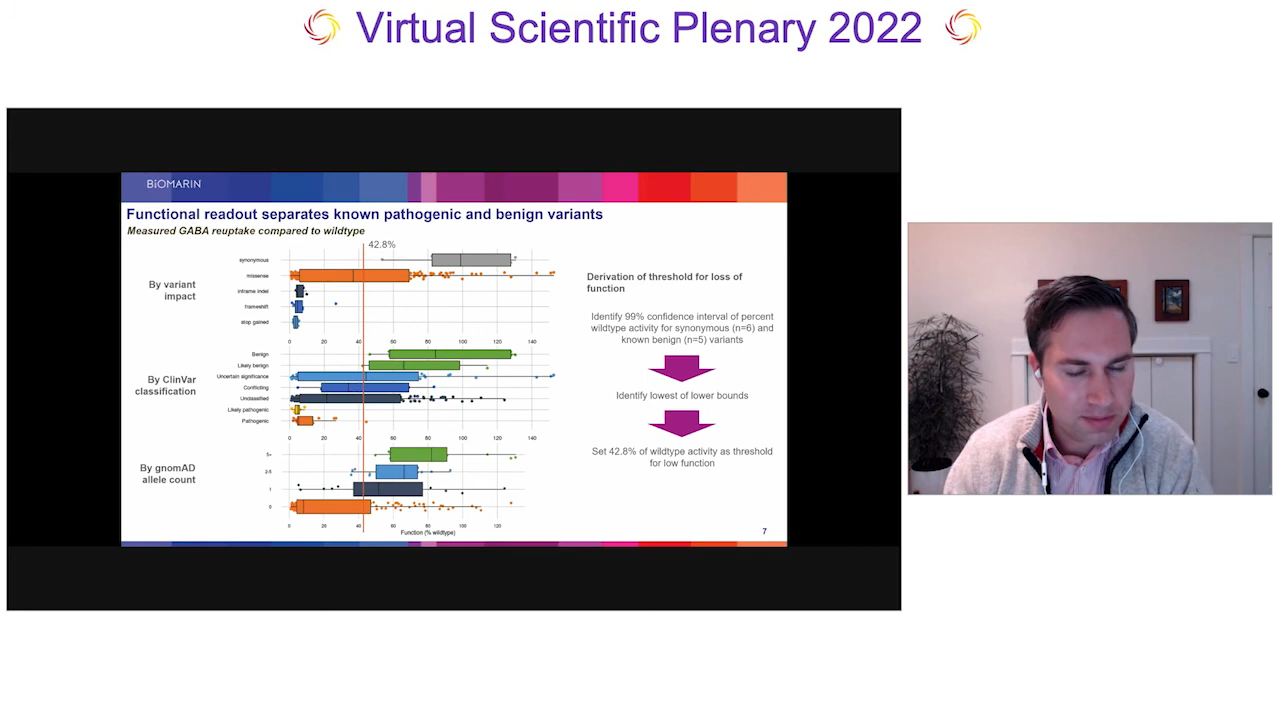 Virtual Scientific Plenary 2022
BIOMARIN
Functional readout separates known pathogenic and benign variants
Measured GABA reuptake compared to wildtype
42.8%
By variant
impact
synonymous
missense
inframe indel
frameshift
stop gained
0 20 40 60 80 100 120 140
By ClinVar
classification
Benign
Likely benign
Uncertain significance
Conflicting
Unclassified
Likely pathogenic
Pathogenic
0 20 40 60 80 100 120 140
By gnomAD
allele count
5+
2-5
1
0
0 20 40 60 80 100 120
Function (% wildtype)
Derivation of threshold for loss of
function
Identify 99% confidence interval of percent
wildtype activity for synonymous (n=6) and
known benign (n=5) variants
Identify lowest of lower bounds
Set 42.8% of wildtype activity as threshold
for low function
7